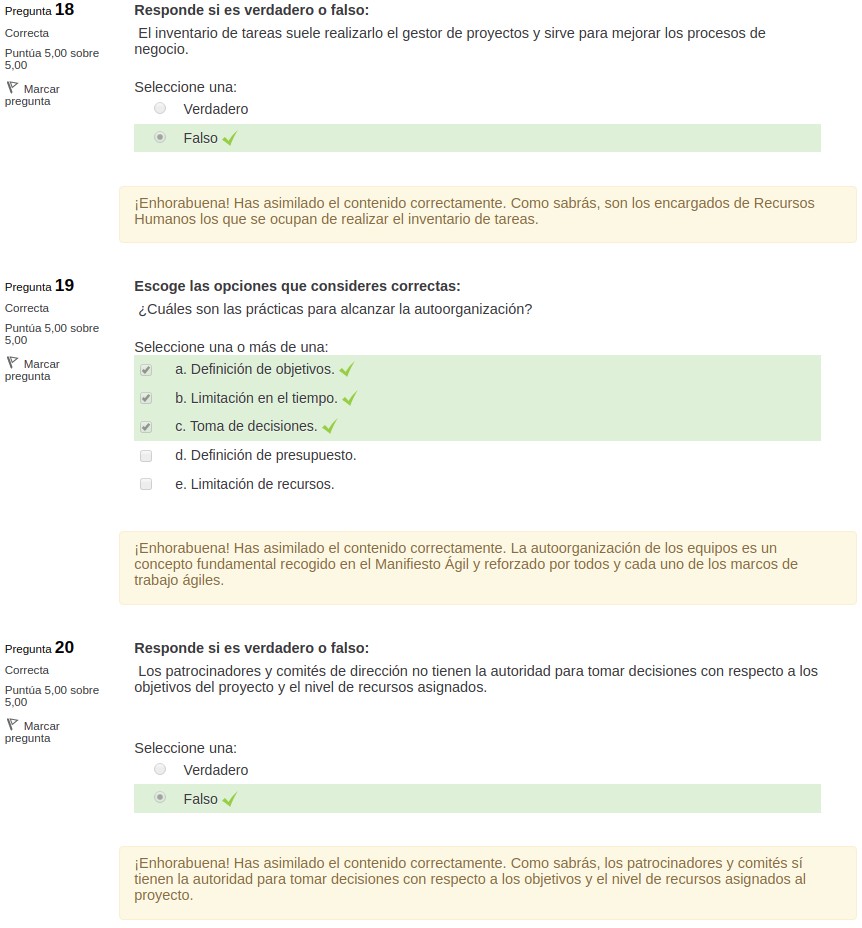 Pregunta 18
Correcta
Puntúa 5,00 sobre
5,00
Marcar
pregunta
Responde si es verdadero o falso:
El inventario de tareas suele realizarlo el gestor de proyectos y sirve para mejorar los procesos de
negocio.
Seleccione una:
Verdadero
Falso
¡Enhorabuena! Has asimilado el contenido correctamente. Como sabrás, son los encargados de Recursos
Humanos los que se ocupan de realizar el inventario de tareas.
Pregunta 19
Correcta
Puntúa 5,00 sobre
5,00
Marcar
pregunta
Escoge las opciones que consideres correctas:
¿Cuáles son las prácticas para alcanzar la autoorganización?
Seleccione una o más de una:
a. Definición de objetivos.
b. Limitación en el tiempo.
c. Toma de decisiones.
d. Definición de presupuesto.
e. Limitación de recursos.
¡Enhorabuena! Has asimilado el contenido correctamente. La autoorganización de los equipos es un
concepto fundamental recogido en el Manifiesto Ágil y reforzado por todos y cada uno de los marcos de
trabajo ágiles.
Pregunta 20
Correcta
Puntúa 5,00 sobre
5,00
Marcar
pregunta
Responde si es verdadero o falso:
Los patrocinadores y comités de dirección no tienen la autoridad para tomar decisiones con respecto a los
objetivos del proyecto y el nivel de recursos asignados.
Seleccione una:
Verdadero
Falso
¡Enhorabuena! Has asimilado el contenido correctamente. Como sabrás, los patrocinadores y comités sí
tienen la autoridad para tomar decisiones con respecto a los objetivos y el nivel de recursos asignados al
proyecto.